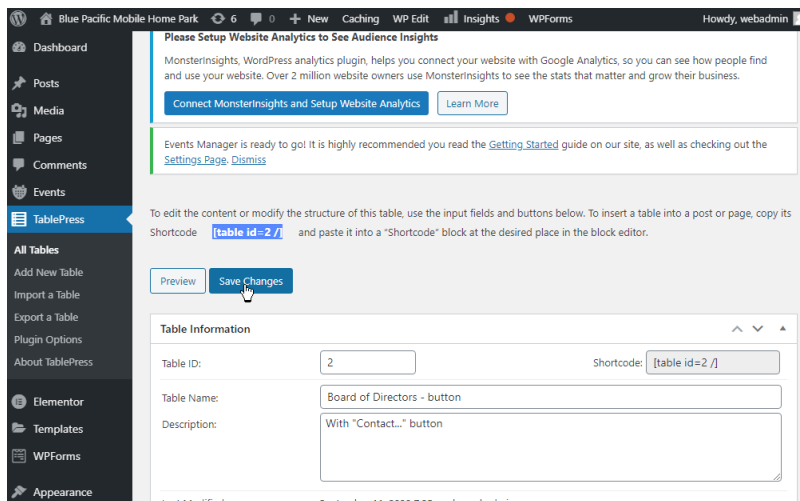 Blue Pacific Mobile Home Park 6 0 + New Caching WP Edit Insights WPForms Howdy, webadmin
Dashboard
Posts
Media
Pages
Comments
Events
TablePress
All Tables
Add New Table
Import a Table
Export a Table
Plugin Options
About TablePress
Elementor
Templates
WPForms
Appearance
Please Setup Website Analytics to See Audience Insights
MonsterInsights, WordPress analytics plugin, helps you connect your website with Google Analytics, so you can see how people find
and use your website. Over 2 million website owners use MonsterInsights to see the stats that matter and grow their business.
Connect MonsterInsights and Setup Website Analytics Learn More
Events Manager is ready to go! It is highly recommended you read the Getting Started guide on our site, as well as checking out the
Settings Page. Dismiss
To edit the content or modify the structure of this table, use the input fields and buttons below. To insert a table into a post or page, copy its
Shortcode [table id=2 /] and paste it into a "Shortcode" block at the desired place in the block editor.
Preview Save Changes
Table Information
Table ID: 2 Shortcode: [table id=2 /]
Table Name: Board of Directors - button
Description: With "Contact..." button